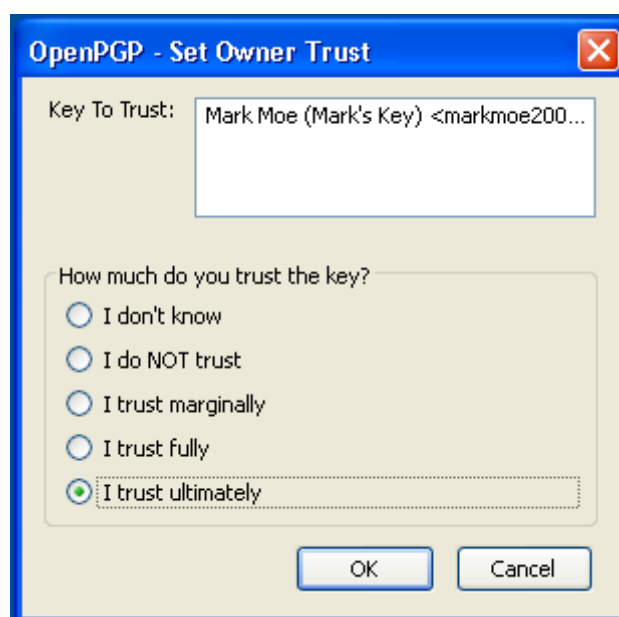 OpenPGP - Set Owner Trust
Key To Trust:
Mark Moe (Mark's Key) <markmoe200...
How much do you trust the key?
I don't know
I do NOT trust
I trust marginally
I trust fully
I trust ultimately
OK
Cancel